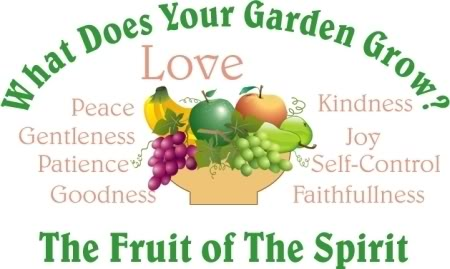 What Does Your Garden Grow?
Love
Peace
Gentleness
Patience
Goodness
Kindness
Joy
Self-Control
Faithfullness
The Fruit of The Spirit